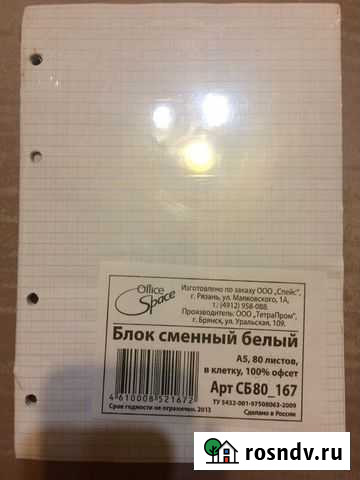 Office
Space
Изготовлено по заказу ООО „Спейс",
г. Рязань, ул. Маяковского, 1А,
т.: (4912) 958-088.
Производитель: ООО „ТетраПром",
г. Брянск, ул. Уральская, 109.
Блок сменный белый
А5, 80 листов,
в клетку, 100% офсет
Арт СБ80_167
4610008521672
ТУ 5432-001-97508063-2009
Срок годности не ограничен. 2013
Сделано в России
rosndv.ru